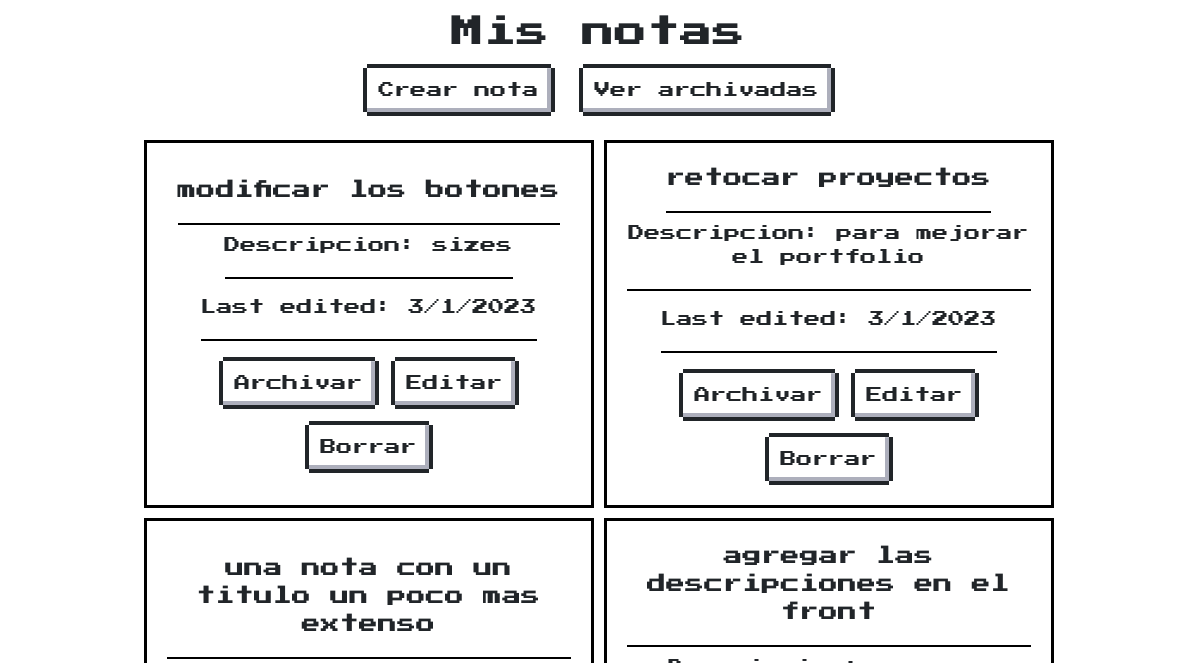 Mis notas
Crear nota
Ver archivadas
modificar los botones
Descripcion: sizes
Last edited: 3/1/2023
Archivar
Editar
Borrar
retocar proyectos
Descripcion: para mejorar
el portfolio
Last edited: 3/1/2023
Archivar
Editar
Borrar
una nota con un
titulo un poco mas
extenso
agregar las
descripciones en el
front